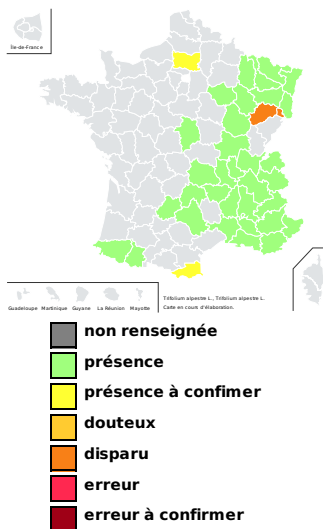 Île-de-France
Guadeloupe Martinique Guyane La Réunion Mayotte
Trifolium alpestre L., Trifolium alpestre L.
Carte en cours d'élaboration.
non renseignée
présence
présence à confimer
douteux
disparu
erreur
erreur à confirmer